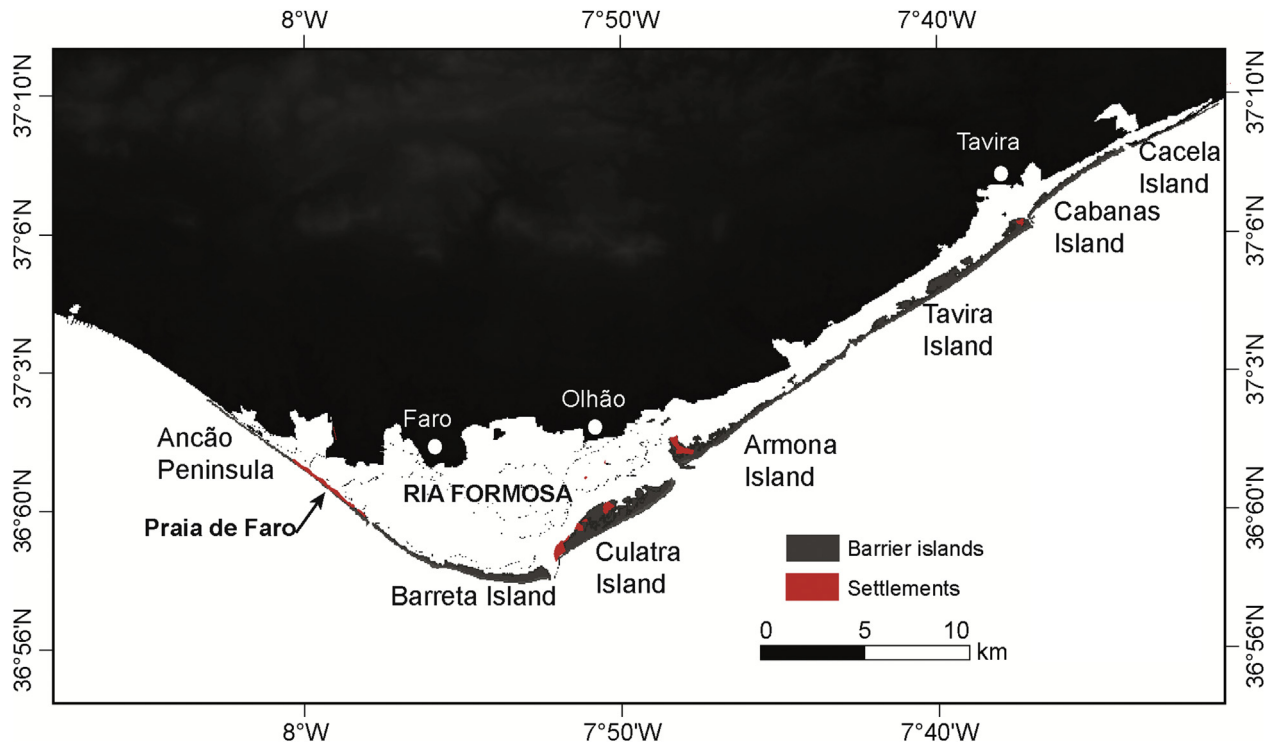 8°W
7°50'W
7°40'W
37°10'N
37°10'N
Tavira
Cacela
Island
Cabanas
Island
37°6'N
37°6'N
Tavira
Island
37°3'N
37°3'N
Olhão
Faro
Ancão
Peninsula
Armona
Island
RIA FORMOSA
Praia de Faro
36°60'N
36°60'N
Culatra
Island
Barreta Island
Barrier islands
Settlements
0
5
10
km
36°56'N
36°56'N
8°W
7°50'W
7°40'W